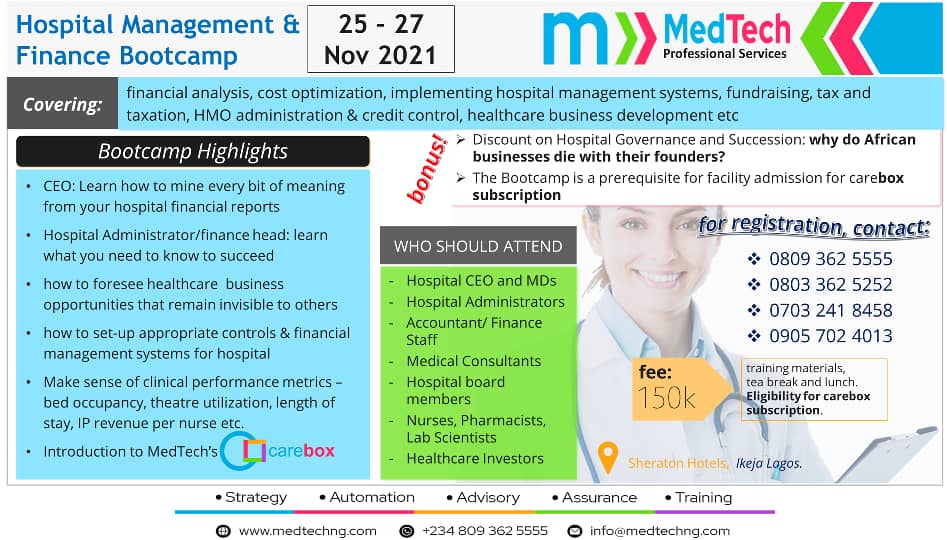 Hospital Management &
Finance Bootcamp
25 - 27
Nov 2021
m
MedTech
Professional Services
Covering:
financial analysis, cost optimization, implementing hospital management systems, fundraising, tax and
taxation, HMO administration & credit control, healthcare business development etc
Bootcamp Highlights
• CEO: Learn how to mine every bit of meaning
from your hospital financial reports
• Hospital Administrator/finance head: learn
what you need to know to succeed
• how to foresee healthcare business
opportunities that remain invisible to others
• how to set-up appropriate controls & financial
management systems for hospital
• Make sense of clinical performance metrics –
bed occupancy, theatre utilization, length of
stay, IP revenue per nurse etc.
• Introduction to MedTech's carebox
bonus!
➢ Discount on Hospital Governance and Succession: why do African
businesses die with their founders?
➢ The Bootcamp is a prerequisite for facility admission for carebox
subscription
WHO SHOULD ATTEND
- Hospital CEO and MDs
- Hospital Administrators
- Accountant/ Finance
Staff
- Medical Consultants
- Hospital board
members
- Nurses, Pharmacists,
Lab Scientists
- Healthcare Investors
for registration, contact:
❖ 0809 362 5555
❖ 0803 362 5252
❖ 0703 241 8458
❖ 0905 702 4013
fee:
150k
training materials,
tea break and lunch.
Eligibility for carebox
subscription.
Sheraton Hotels, Ikeja Lagos.
• Strategy • Automation • Advisory • Assurance • Training
www.medtechng.com +234 809 362 5555 info@medtechng.com